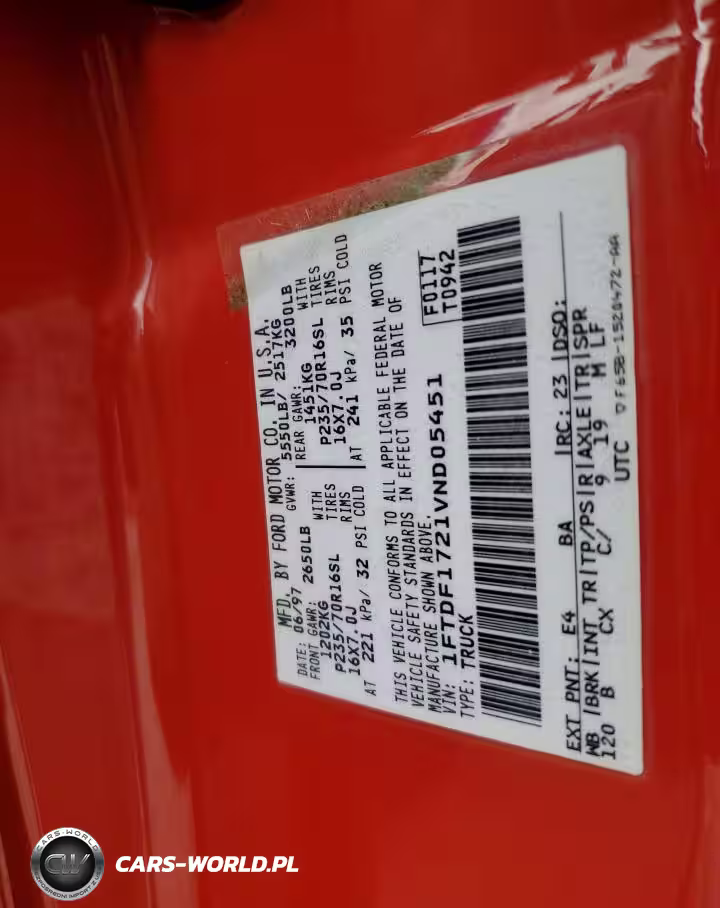 MFD. BY FORD MOTOR CO. IN U.S.A.
DATE: 06/97 GVWR: 5550LB/ 2517KG
FRONT GAWR: 2650LB REAR GAWR: 3200LB
1202KG WITH 1451KG WITH
P235/70R16SL TIRES P235/70R16SL TIRES
16X7.0J RIMS 16X7.0J RIMS
AT 221 kPa/ 32 PSI COLD AT 241 kPa/ 35 PSI COLD
THIS VEHICLE CONFORMS TO ALL APPLICABLE FEDERAL MOTOR
VEHICLE SAFETY STANDARDS IN EFFECT ON THE DATE OF
MANUFACTURE SHOWN ABOVE.
VIN: 1FTDF1721VND05451
TYPE: TRUCK
F0117
T0942
EXT PNT: E4 BA RC: 23 DSO:
WB |BRK|INT TR|TP/PS|R|AXLE|TR|SPR
120 B CX C/ 9 19 M LF
UTC
CARS-WORLD
CW
CARS-WORLD.PL